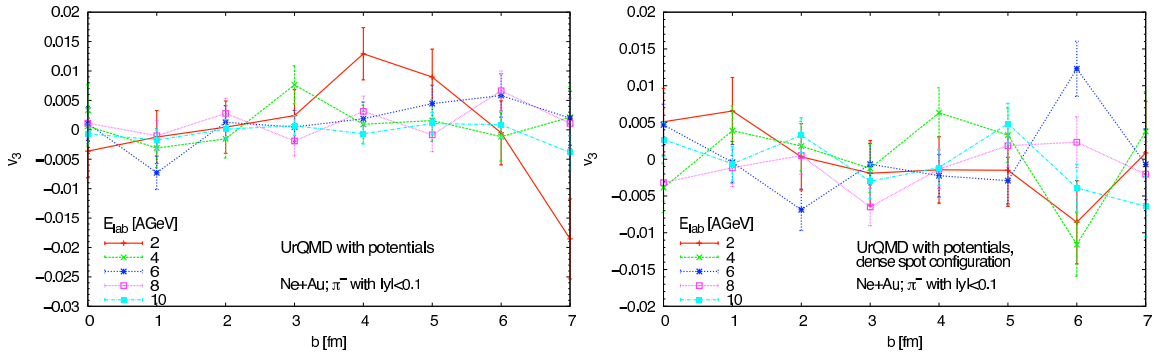 0.02
0.015
0.01
0.005
0
−0.005
−0.01
−0.015
−0.02
−0.025
−0.03
v3
E_lab [AGeV]
2
4
6
8
10
UrQMD with potentials
Ne+Au; π⁻ with |y|<0.1
0 1 2 3 4 5 6 7
b [fm]
0.02
0.015
0.01
0.005
0
−0.005
−0.01
−0.015
−0.02
v3
E_lab [AGeV]
2
4
6
8
10
UrQMD with potentials,
dense spot configuration
Ne+Au; π⁻ with |y|<0.1
0 1 2 3 4 5 6 7
b [fm]